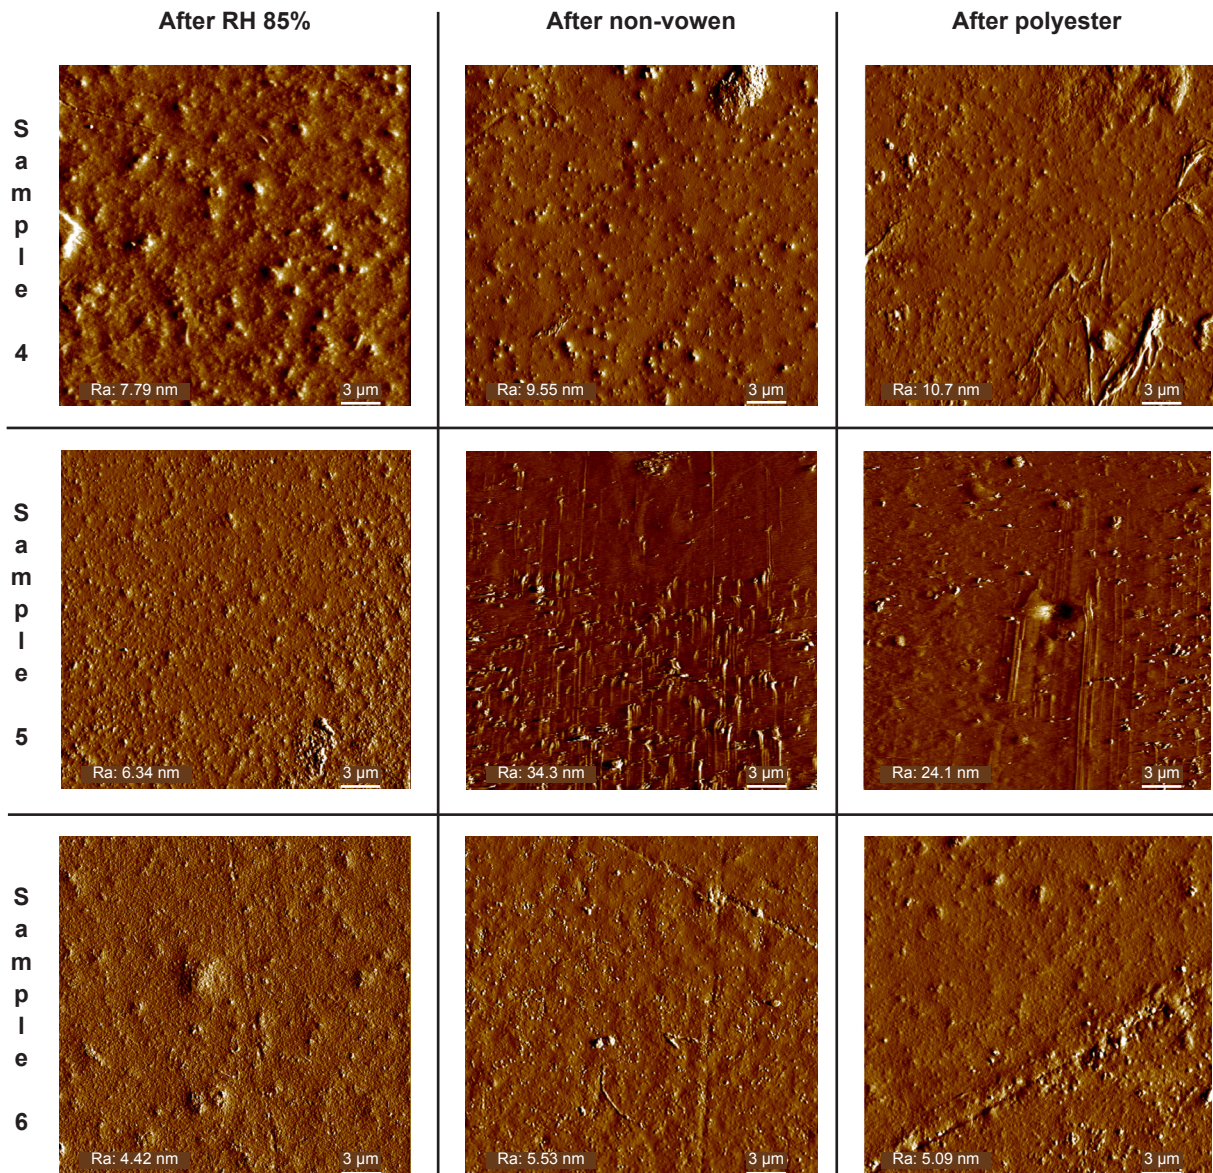 After RH 85%
After non-vowen
After polyester
Sample 4
Ra: 7.79 nm
3 µm
Ra: 9.55 nm
3 µm
Ra: 10.7 nm
3 µm
Sample 5
Ra: 6.34 nm
3 µm
Ra: 34.3 nm
3 µm
Ra: 24.1 nm
3 µm
Sample 6
Ra: 4.42 nm
3 µm
Ra: 5.53 nm
3 µm
Ra: 5.09 nm
3 µm